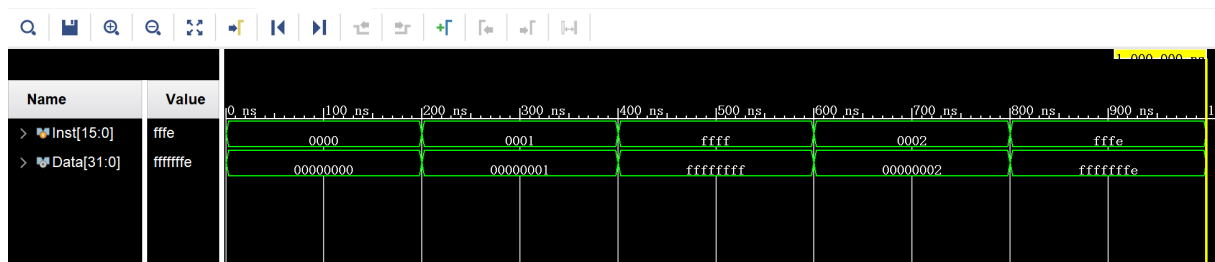 1,000.000 ns
Name Value
0 ns 100 ns 200 ns 300 ns 400 ns 500 ns 600 ns 700 ns 800 ns 900 ns 1
Inst[15:0] fffe 0000 0001 ffff 0002 fffe
Data[31:0] fffffffe 00000000 00000001 ffffffff 00000002 fffffffe